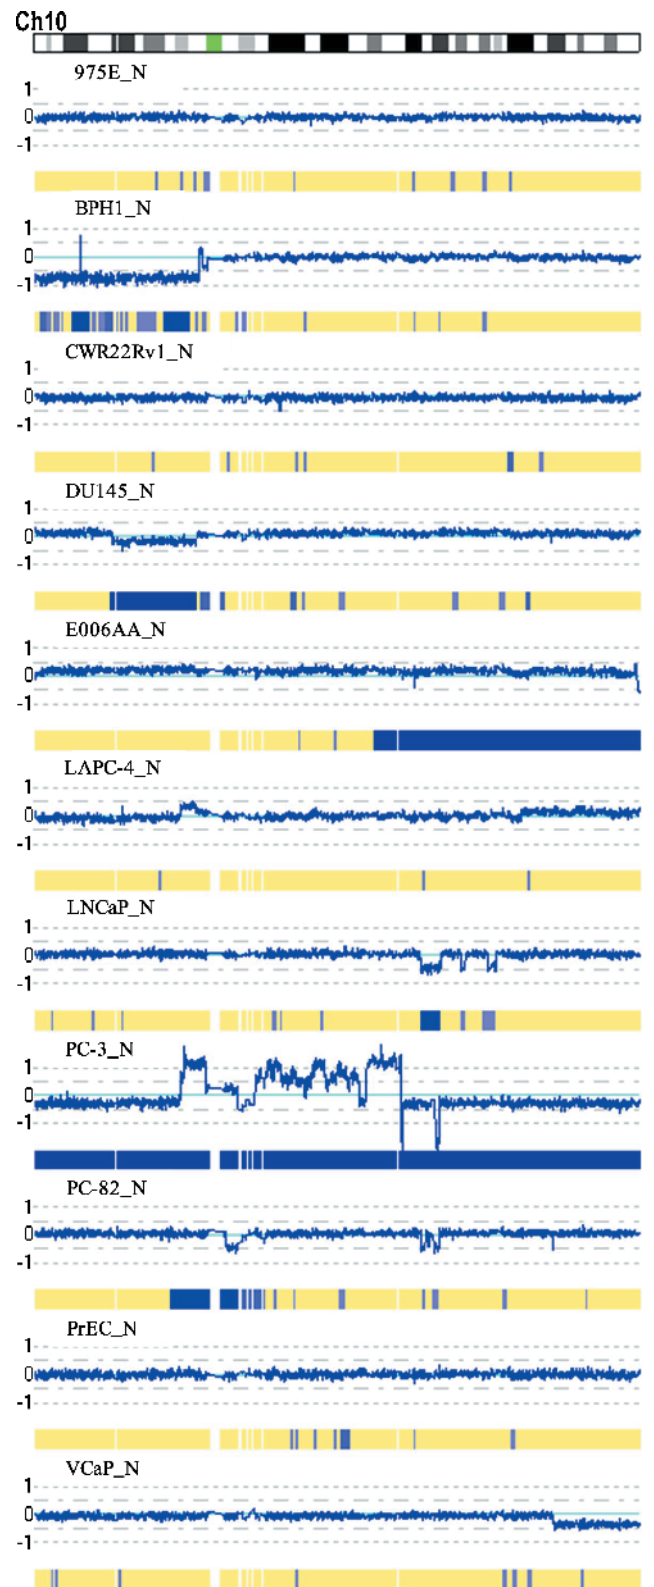 Ch10
975E_N
1
0
-1
BPH1_N
1
0
-1
CWR22Rv1_N
1
0
-1
DU145_N
1
0
-1
E006AA_N
1
0
-1
LAPC-4_N
1
0
-1
LNCaP_N
1
0
-1
PC-3_N
1
0
-1
PC-82_N
1
0
-1
PrEC_N
1
0
-1
VCaP_N
1
0
-1